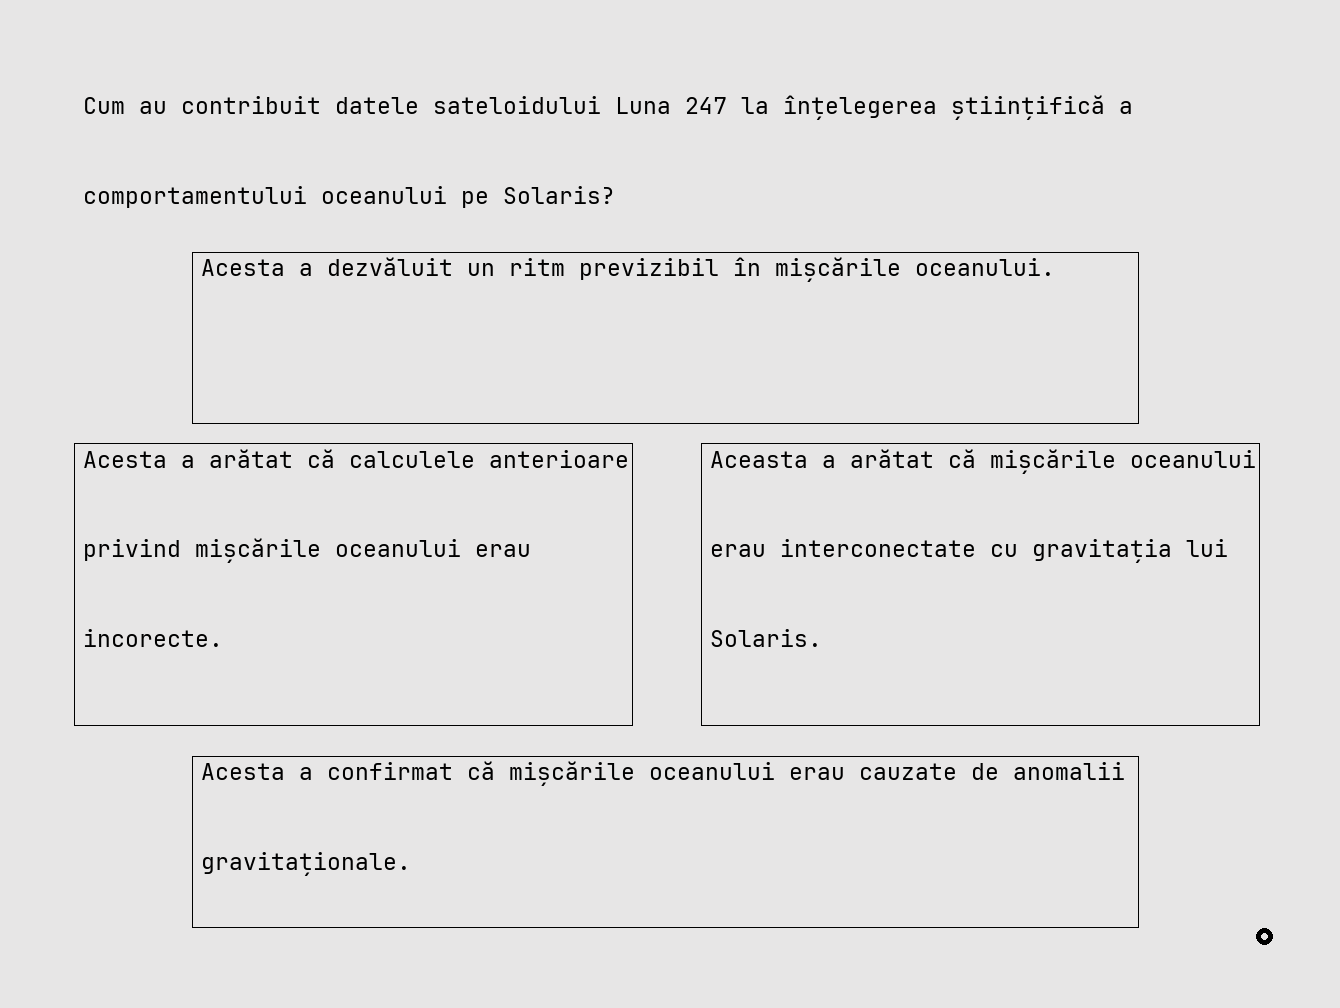 Cum au contribuit datele sateloidului Luna 247 la înțelegerea științifică a
comportamentului oceanului pe Solaris?
Acesta a dezvăluit un ritm previzibil în mișcările oceanului.
Acesta a arătat că calculele anterioare
privind mișcările oceanului erau
incorecte.
Aceasta a arătat că mișcările oceanului
erau interconectate cu gravitația lui
Solaris.
Acesta a confirmat că mișcările oceanului erau cauzate de anomalii
gravitaționale.